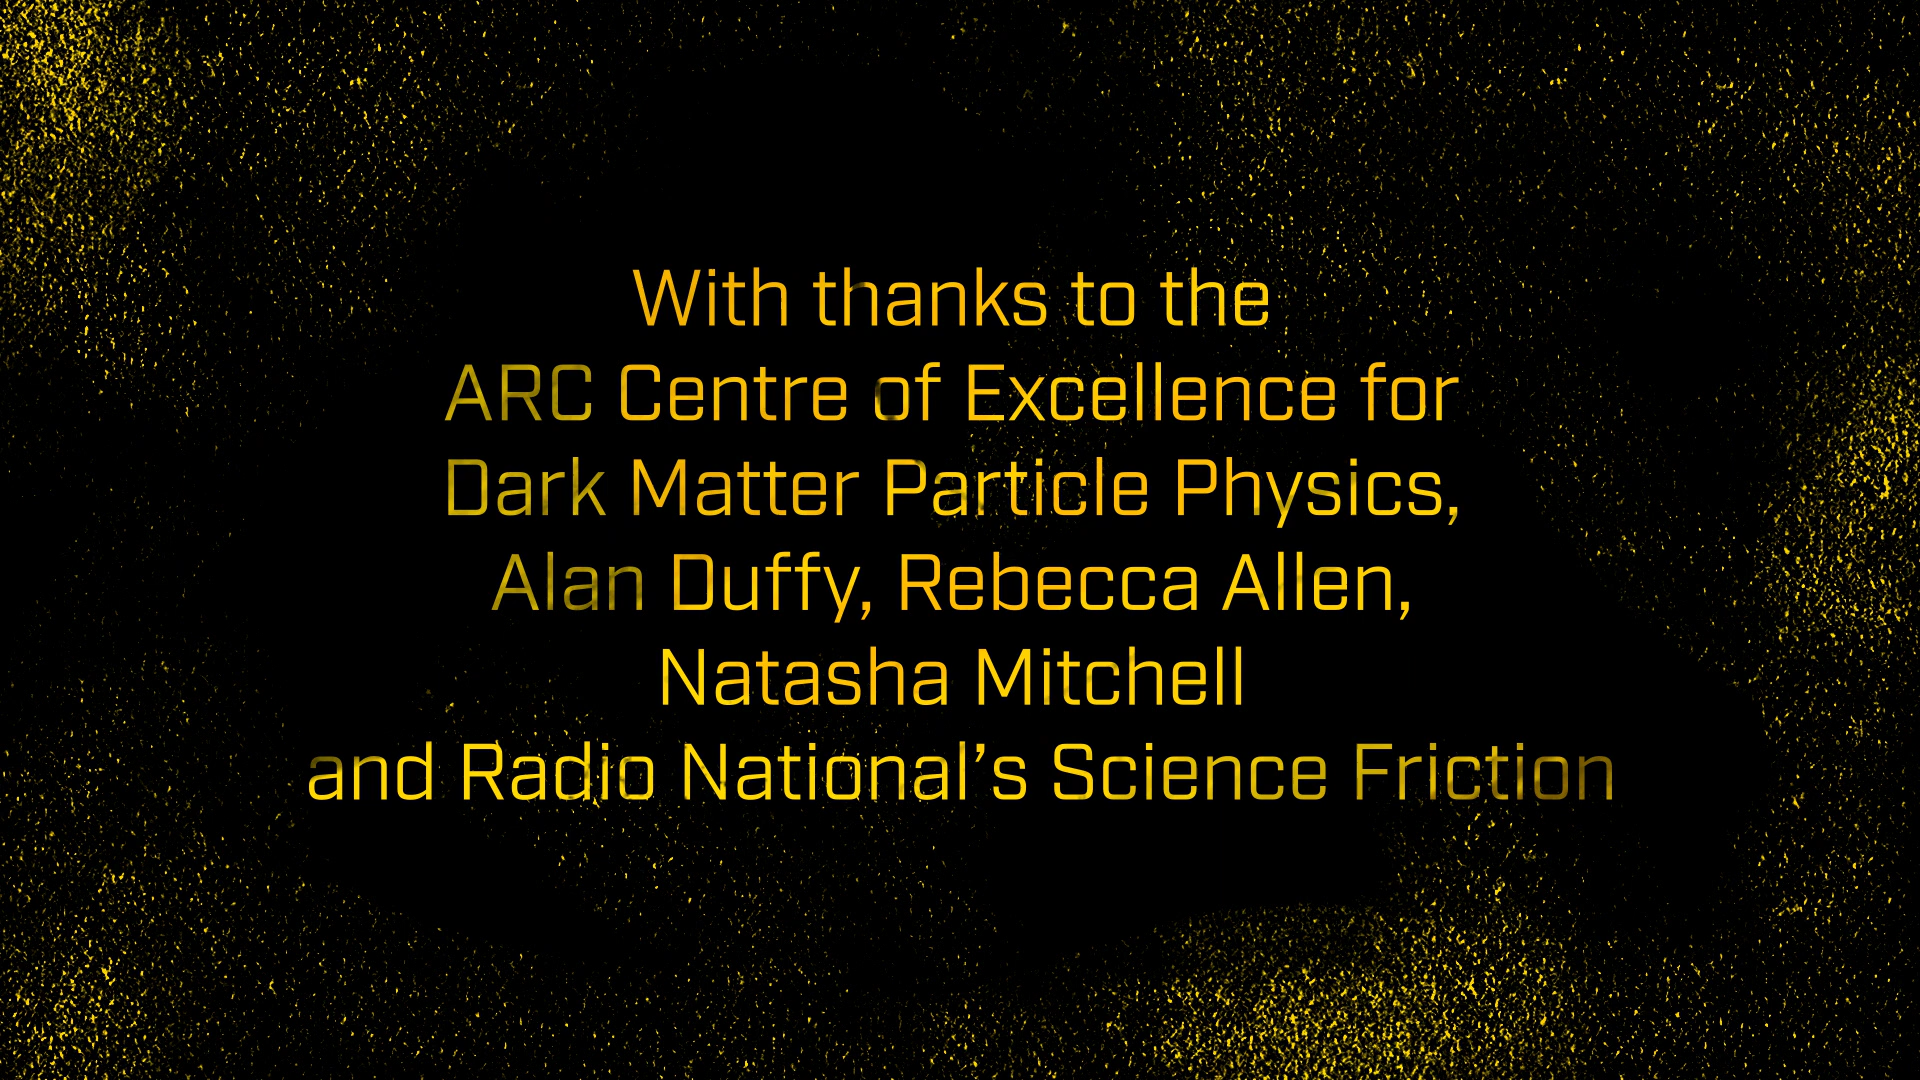 With thanks to the
ARC Centre of Excellence for
Dark Matter Particle Physics,
Alan Duffy, Rebecca Allen,
Natasha Mitchell
and Radio National’s Science Friction